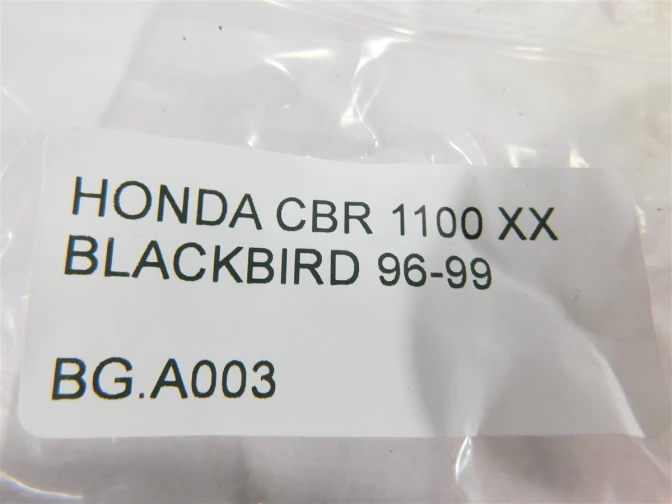 HONDA CBR 1100 XX
BLACKBIRD 96-99
BG.A003